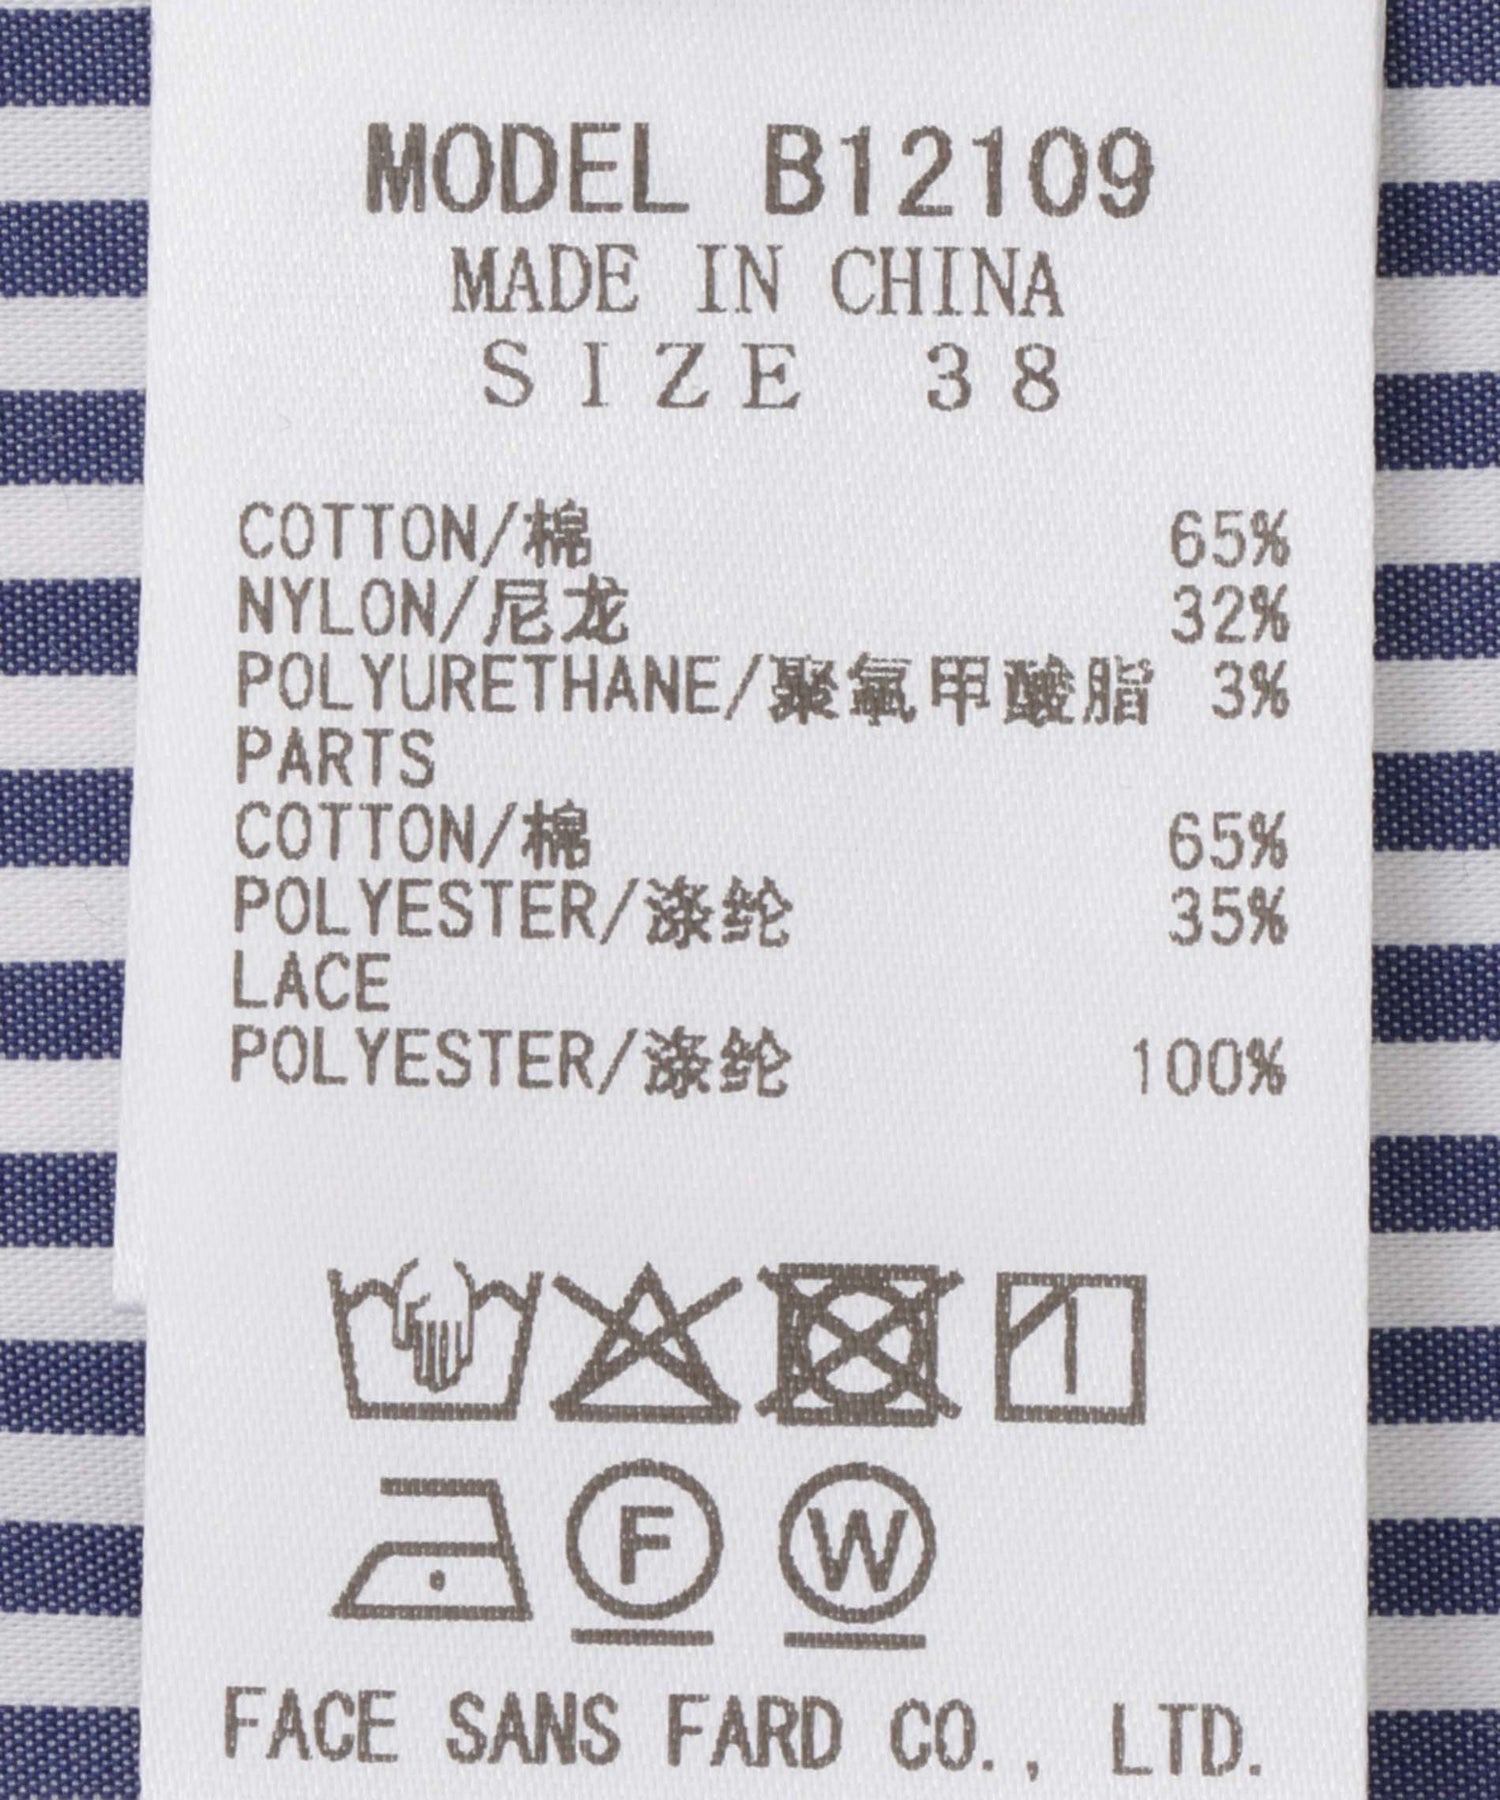 MODEL B12109
MADE IN CHINA
SIZE 38
COTTON/棉 65%
NYLON/尼龙 32%
POLYURETHANE/聚氨甲酸脂 3%
PARTS
COTTON/棉 65%
POLYESTER/涤纶 35%
LACE
POLYESTER/涤纶 100%
F W
FACE SANS FARD CO., LTD.